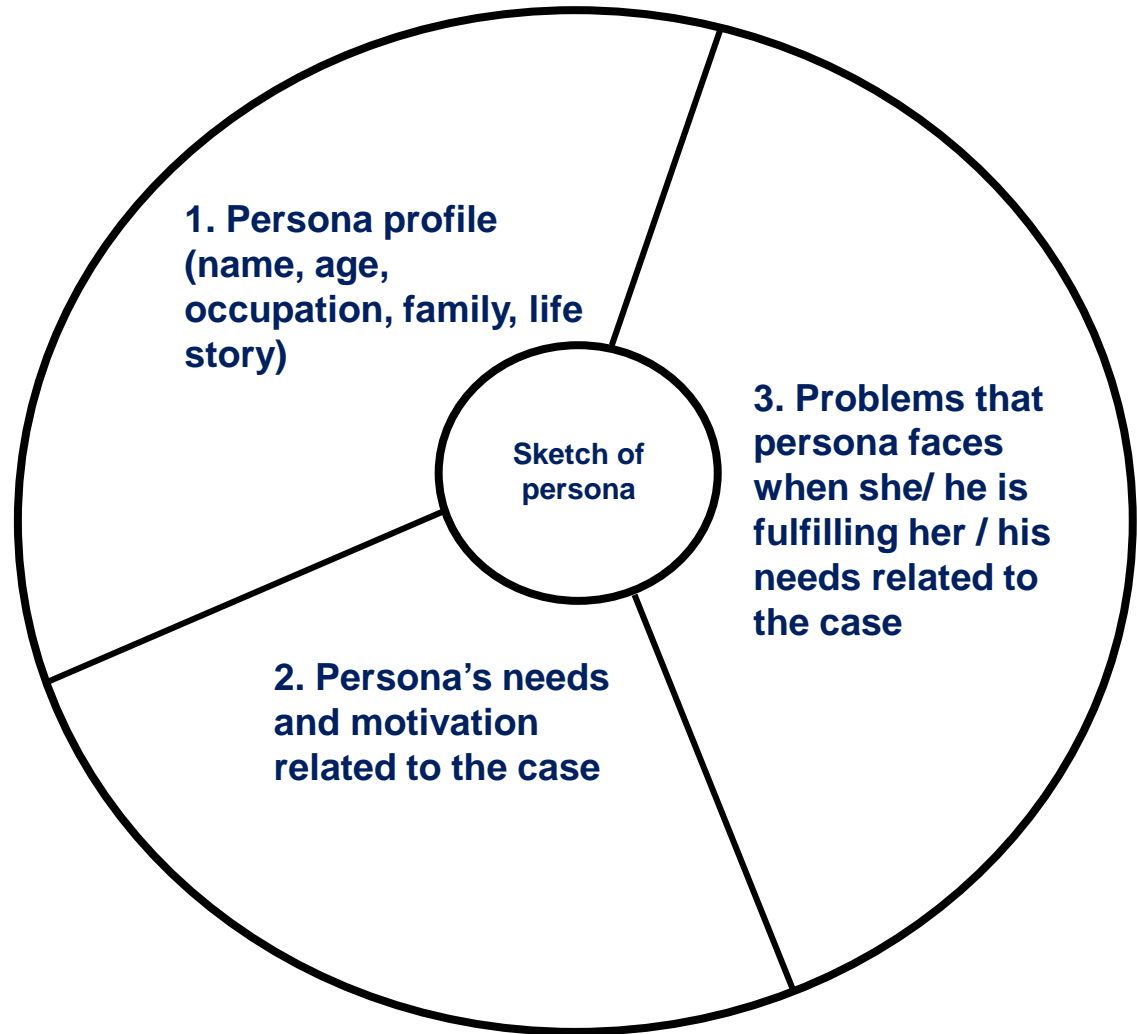 1. Persona profile
(name, age,
occupation, family, life
story)
Sketch of
persona
2. Persona’s needs
and motivation
related to the case
3. Problems that
persona faces
when she/ he is
fulfilling her / his
needs related to
the case